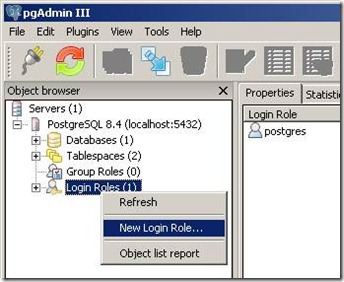 pgAdmin III
File Edit Plugins View Tools Help
Object browser
Servers (1)
PostgreSQL 8.4 (localhost:5432)
Databases (1)
Tablespaces (2)
Group Roles (0)
Login Roles (1)
Refresh
New Login Role...
Object list report
Properties Statistic
Login Role
postgres